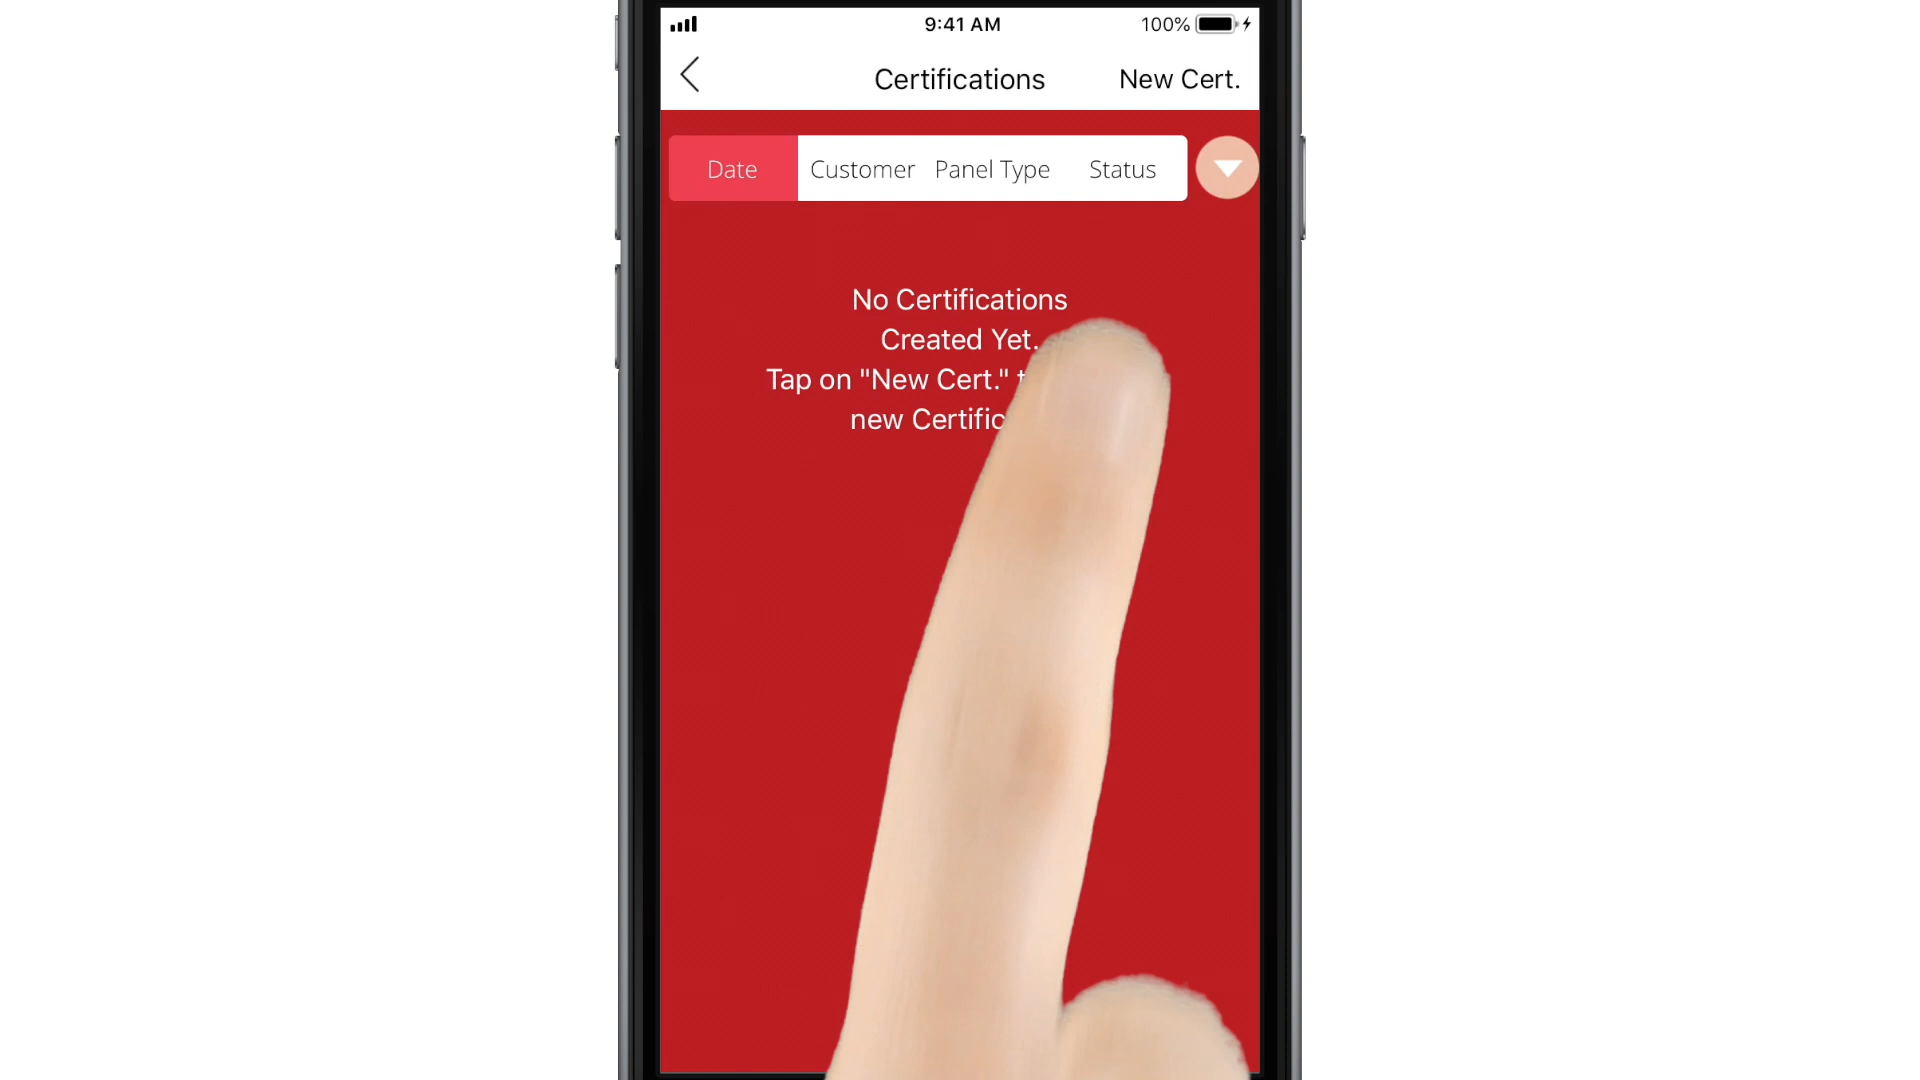 9:41 AM 100%
Certifications New Cert.
Date Customer Panel Type Status
No Certifications
Created Yet.
Tap on "New Cert."
new